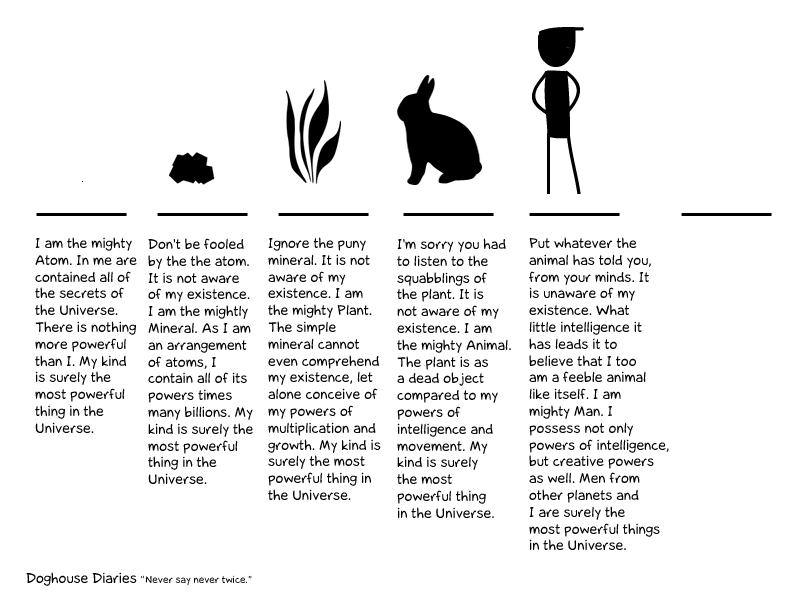 I am the mighty
Atom. In me are
contained all of
the secrets of
the Universe.
There is nothing
more powerful
than I. My kind
is surely the
most powerful
thing in the
Universe.
Don't be fooled
by the the atom.
It is not aware
of my existence.
I am the mightly
Mineral. As I am
an arrangement
of atoms, I
contain all of its
powers times
many billions. My
kind is surely the
most powerful
thing in the
Universe.
Ignore the puny
mineral. It is not
aware of my
existence. I am
the mighty Plant.
The simple
mineral cannot
even comprehend
my existence, let
alone conceive of
my powers of
multiplication and
growth. My kind is
surely the most
powerful thing in
the Universe.
I'm sorry you had
to listen to the
squabblings of
the plant. It is
not aware of my
existence. I am
the mighty Animal.
The plant is as
a dead object
compared to my
powers of
intelligence and
movement. My
kind is surely
the most
powerful thing
in the Universe.
Put whatever the
animal has told you,
from your minds. It
is unaware of my
existence. What
little intelligence it
has leads it to
believe that I too
am a feeble animal
like itself. I am
mighty Man. I
possess not only
powers of intelligence,
but creative powers
as well. Men from
other planets and
I are surely the
most powerful things
in the Universe.
Doghouse Diaries "Never say never twice."